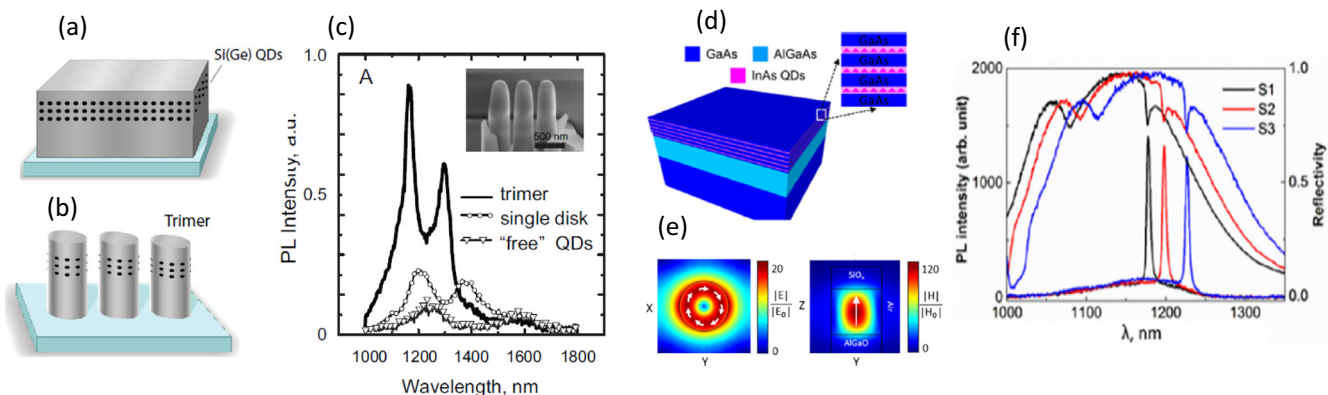 (a)
Si(Ge) QDs
(b)
Trimer
(c)
A
1.0
0.5
0
PL Intensity, a.u.
500 nm
trimer
single disk
"free" QDs
1000 1200 1400 1600 1800
Wavelength, nm
(d)
GaAs
AlGaAs
InAs QDs
GaAs
GaAs
GaAs
GaAs
(e)
X
Y
20
0
|E|
|E₀|
Z
SiOₓ
Air
AlGaO
Y
120
0
|H|
|H₀|
(f)
2000
1000
0
PL intensity (arb. unit)
S1
S2
S3
1.0
0.5
0.0
Reflectivity
1000 1100 1200 1300
λ, nm